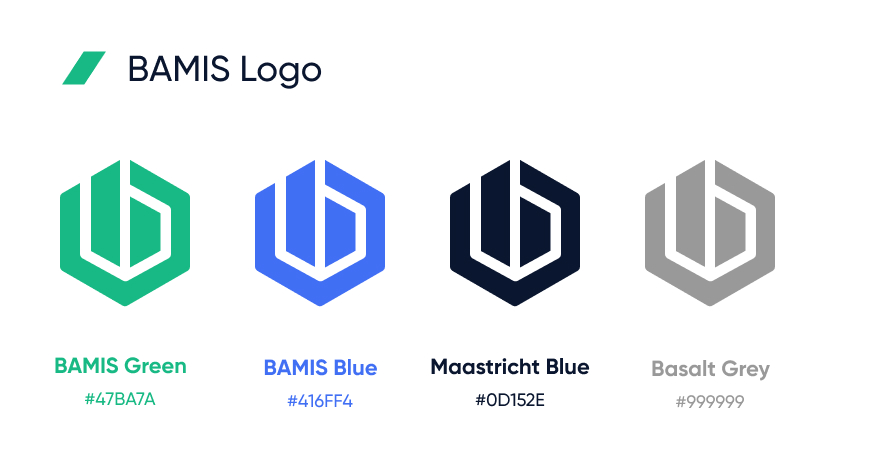 BAMIS Logo
BAMIS Green
#47BA7A
BAMIS Blue
#416FF4
Maastricht Blue
#0D152E
Basalt Grey
#999999